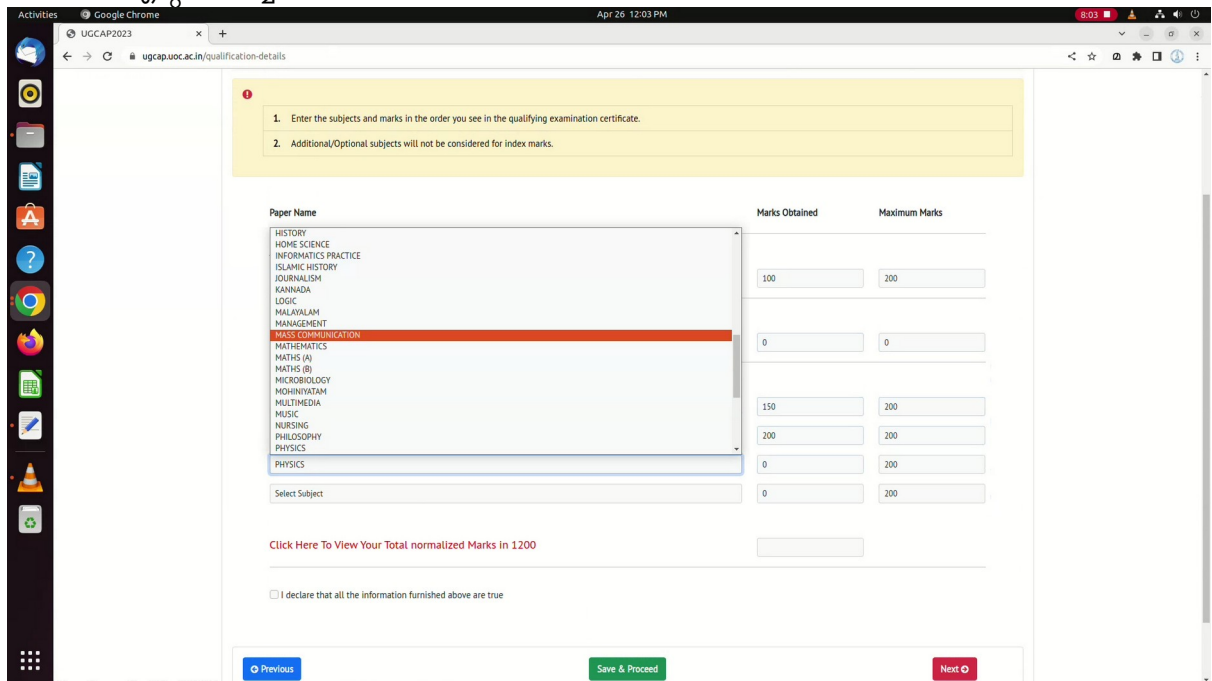 Activities
Google Chrome
Apr 26 12:03 PM
8:03
UGCAP2023
ugcap.uoc.ac.in/qualification-details
1. Enter the subjects and marks in the order you see in the qualifying examination certificate.
2. Additional/Optional subjects will not be considered for index marks.
Paper Name Marks Obtained Maximum Marks
HISTORY
HOME SCIENCE
INFORMATICS PRACTICE
ISLAMIC HISTORY
JOURNALISM
100 200
KANNADA
LOGIC
MALAYALAM
MANAGEMENT
MASS COMMUNICATION
0 0
MATHEMATICS
MATHS (A)
MATHS (B)
MICROBIOLOGY
MOHINIYATAM
MULTIMEDIA
150 200
MUSIC
NURSING
PHILOSOPHY
200 200
PHYSICS
PHYSICS 0 200
Select Subject 0 200
Click Here To View Your Total normalized Marks in 1200
I declare that all the information furnished above are true
Previous Save & Proceed Next